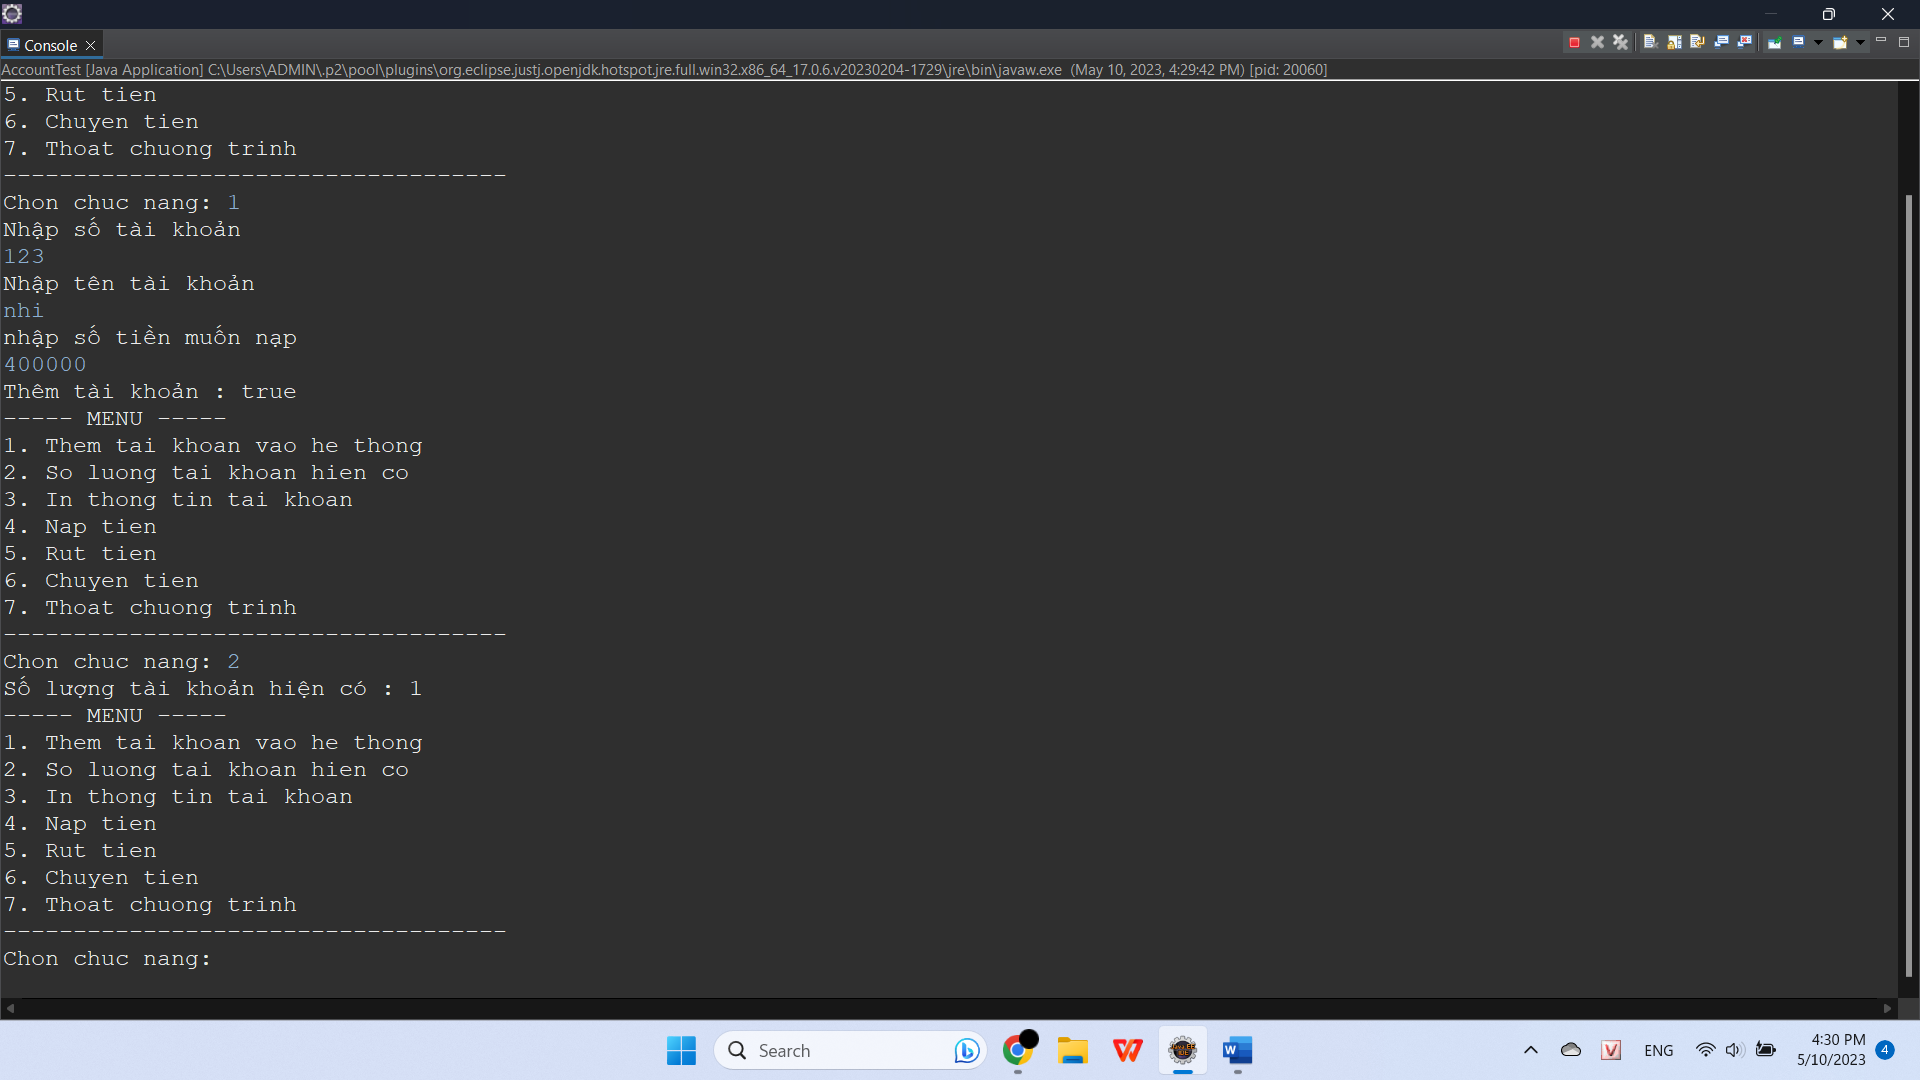 Console
AccountTest [Java Application] C:\Users\ADMIN\.p2\pool\plugins\org.eclipse.justj.openjdk.hotspot.jre.full.win32.x86_64_17.0.6.v20230204-1729\jre\bin\javaw.exe (May 10, 2023, 4:29:42 PM) [pid: 20060]
5. Rut tien
6. Chuyen tien
7. Thoat chuong trinh
------------------------------------
Chon chuc nang: 1
Nhập số tài khoản
123
Nhập tên tài khoản
nhi
nhập số tiền muốn nạp
400000
Thêm tài khoản : true
----- MENU -----
1. Them tai khoan vao he thong
2. So luong tai khoan hien co
3. In thong tin tai khoan
4. Nap tien
5. Rut tien
6. Chuyen tien
7. Thoat chuong trinh
------------------------------------
Chon chuc nang: 2
Số lượng tài khoản hiện có : 1
----- MENU -----
1. Them tai khoan vao he thong
2. So luong tai khoan hien co
3. In thong tin tai khoan
4. Nap tien
5. Rut tien
6. Chuyen tien
7. Thoat chuong trinh
------------------------------------
Chon chuc nang:
Search
ENG
4:30 PM
5/10/2023
4